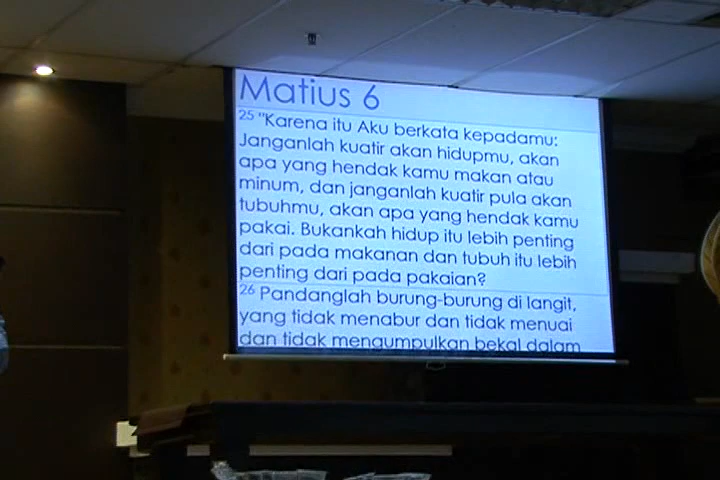 Matius 6
25 "Karena itu Aku berkata kepadamu:
Janganlah kuatir akan hidupmu, akan
apa yang hendak kamu makan atau
minum, dan janganlah kuatir pula akan
tubuhmu, akan apa yang hendak kamu
pakai. Bukankah hidup itu lebih penting
dari pada makanan dan tubuh itu lebih
penting dari pada pakaian?
26 Pandanglah burung-burung di langit,
yang tidak menabur dan tidak menuai
dan tidak mengumpulkan bekal dalam